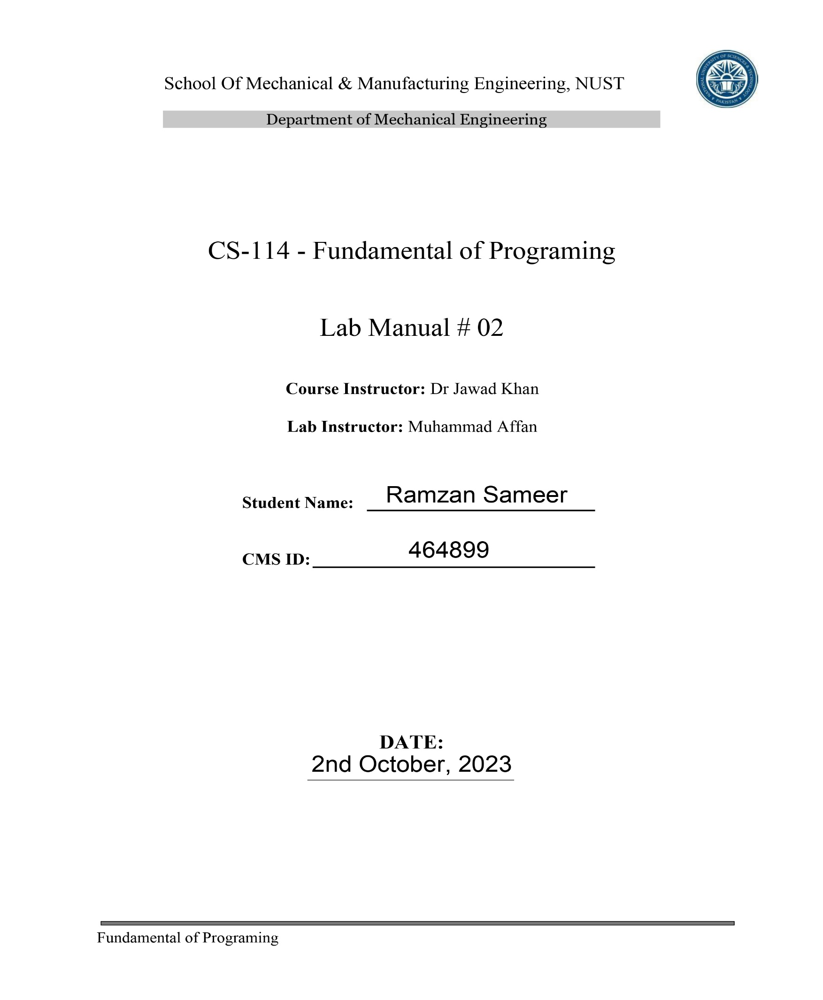 School Of Mechanical & Manufacturing Engineering, NUST
NATIONAL UNIVERSITY OF SCIENCES & TECHNOLOGY
PAKISTAN
Department of Mechanical Engineering
CS-114 - Fundamental of Programing
Lab Manual # 02
Course Instructor: Dr Jawad Khan
Lab Instructor: Muhammad Affan
Student Name: Ramzan Sameer
CMS ID: 464899
DATE:
2nd October, 2023
Fundamental of Programing